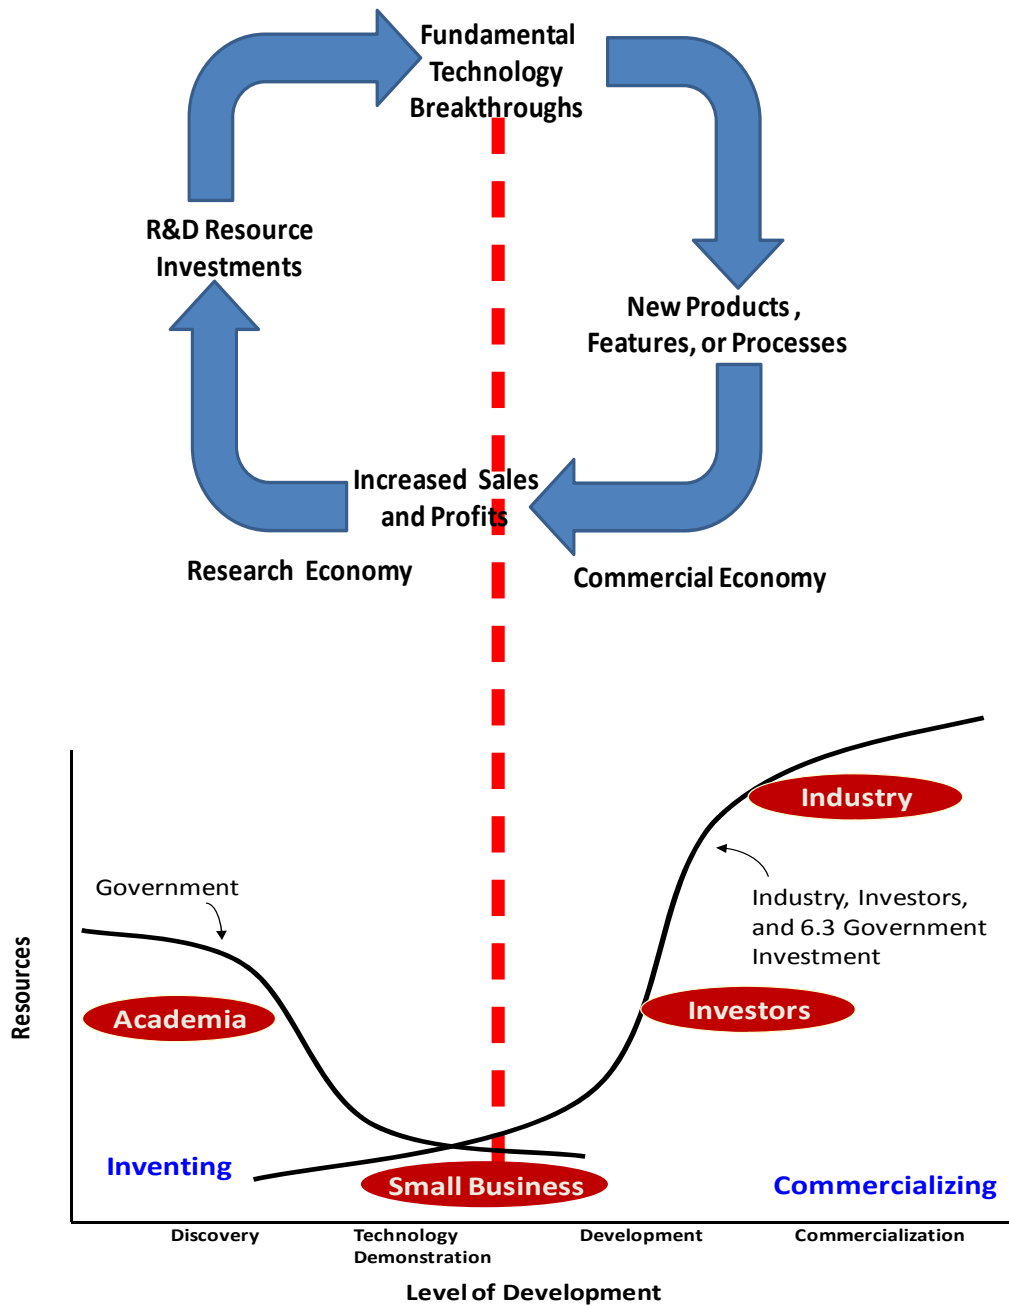 Fundamental
Technology
Breakthroughs
R&D Resource
Investments
New Products ,
Features, or Processes
Increased Sales
and Profits
Research Economy
Commercial Economy
Industry
Government
Industry, Investors,
and 6.3 Government
Investment
Resources
Academia
Investors
Inventing
Small Business
Commercializing
Discovery
Technology
Demonstration
Development
Commercialization
Level of Development